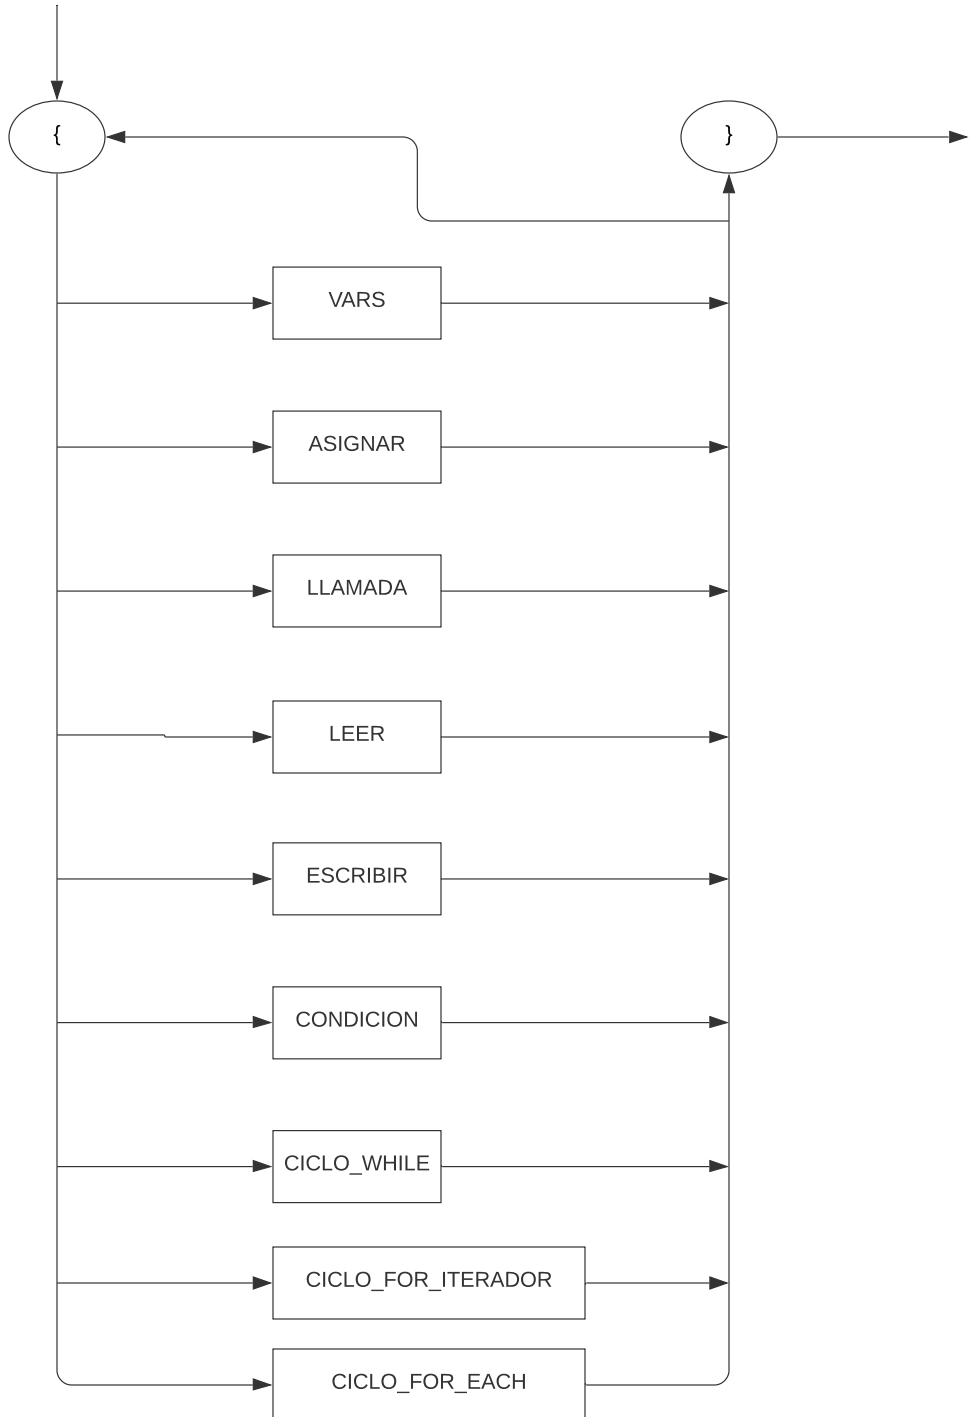 {
}
VARS
ASIGNAR
LLAMADA
LEER
ESCRIBIR
CONDICION
CICLO_WHILE
CICLO_FOR_ITERADOR
CICLO_FOR_EACH